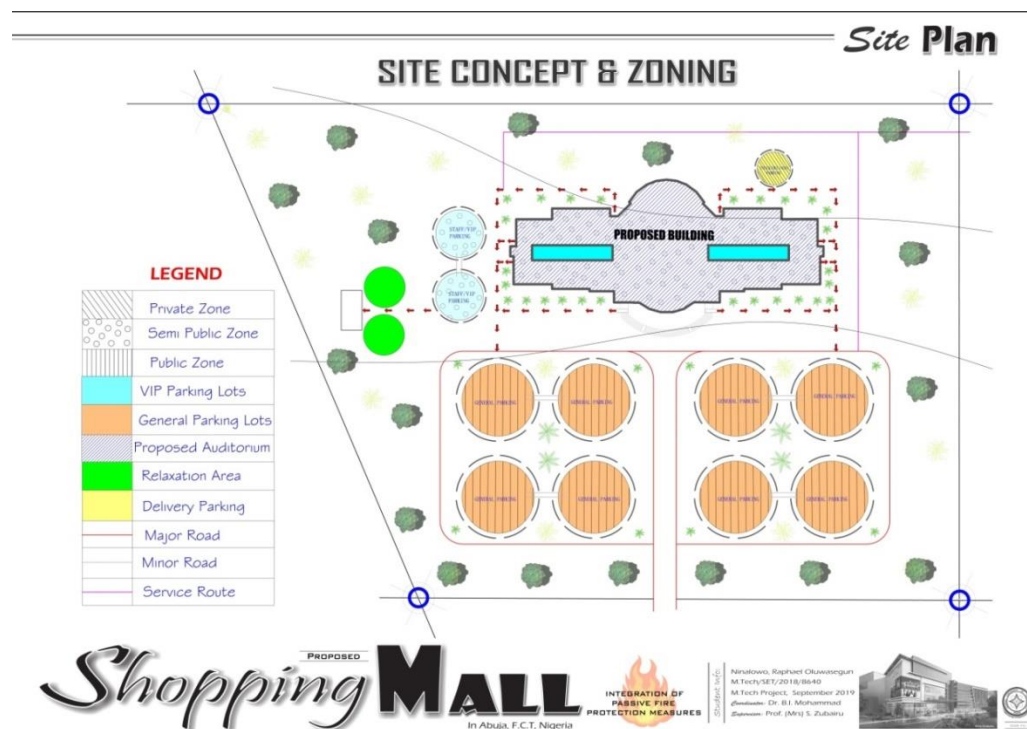 Site Plan
SITE CONCEPT & ZONING
STAFF/VIP
PARKING
PROPOSED BUILDING
STAFF/VIP
PARKING
LEGEND
Private Zone
Semi Public Zone
Public Zone
VIP Parking Lots
General Parking Lots
Proposed Auditorium
Relaxation Area
Delivery Parking
Major Road
Minor Road
Service Route
GENERAL PARKING
GENERAL PARKING
GENERAL PARKING
GENERAL PARKING
GENERAL PARKING
GENERAL PARKING
GENERAL PARKING
GENERAL PARKING
PROPOSED
Shopping MALL
In Abuja, F.C.T, Nigeria
INTEGRATION OF
PASSIVE FIRE
PROTECTION MEASURES
Student Info:
Ninalowo, Raphael Oluwasegun
M.Tech/SET/2018/8640
M.Tech Project, September 2019
Coordinator:- Dr. B.I. Mohammad
Supervisor:- Prof. (Mrs) S. Zubairu